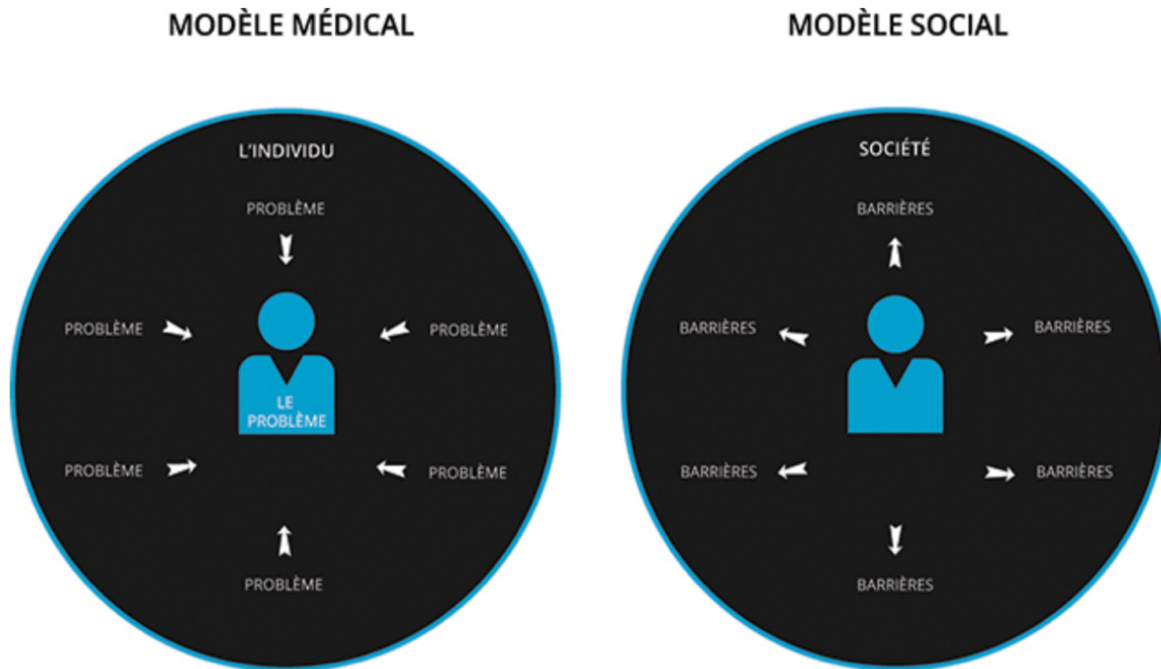 MODÈLE MÉDICAL
L'INDIVIDU
PROBLÈME
PROBLÈME
PROBLÈME
LE
PROBLÈME
PROBLÈME
PROBLÈME
PROBLÈME
MODÈLE SOCIAL
SOCIÉTÉ
BARRIÈRES
BARRIÈRES
BARRIÈRES
BARRIÈRES
BARRIÈRES
BARRIÈRES